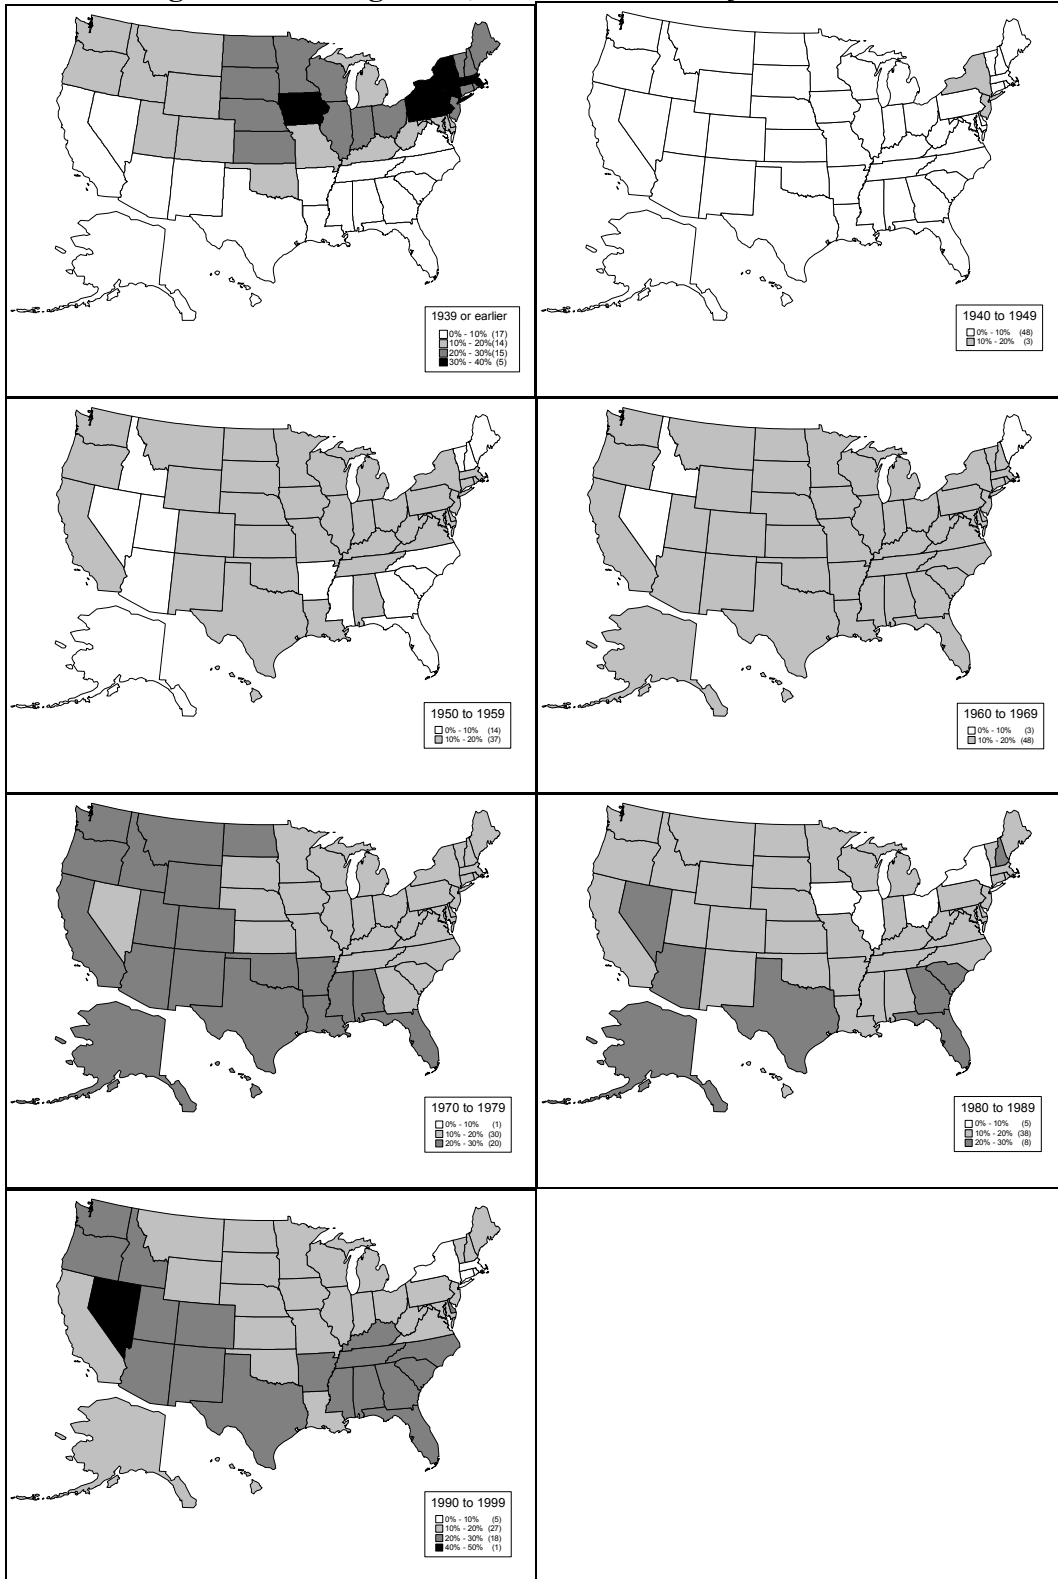 1939 or earlier
0% - 10% (17)
10% - 20%(14)
20% - 30%(15)
30% - 40% (5)
1940 to 1949
0% - 10% (48)
10% - 20% (3)
1950 to 1959
0% - 10% (14)
10% - 20% (37)
1960 to 1969
0% - 10% (3)
10% - 20% (48)
1970 to 1979
0% - 10% (1)
10% - 20% (30)
20% - 30% (20)
1980 to 1989
0% - 10% (5)
10% - 20% (38)
20% - 30% (8)
1990 to 1999
0% - 10% (5)
10% - 20% (27)
20% - 30% (18)
40% - 50% (1)